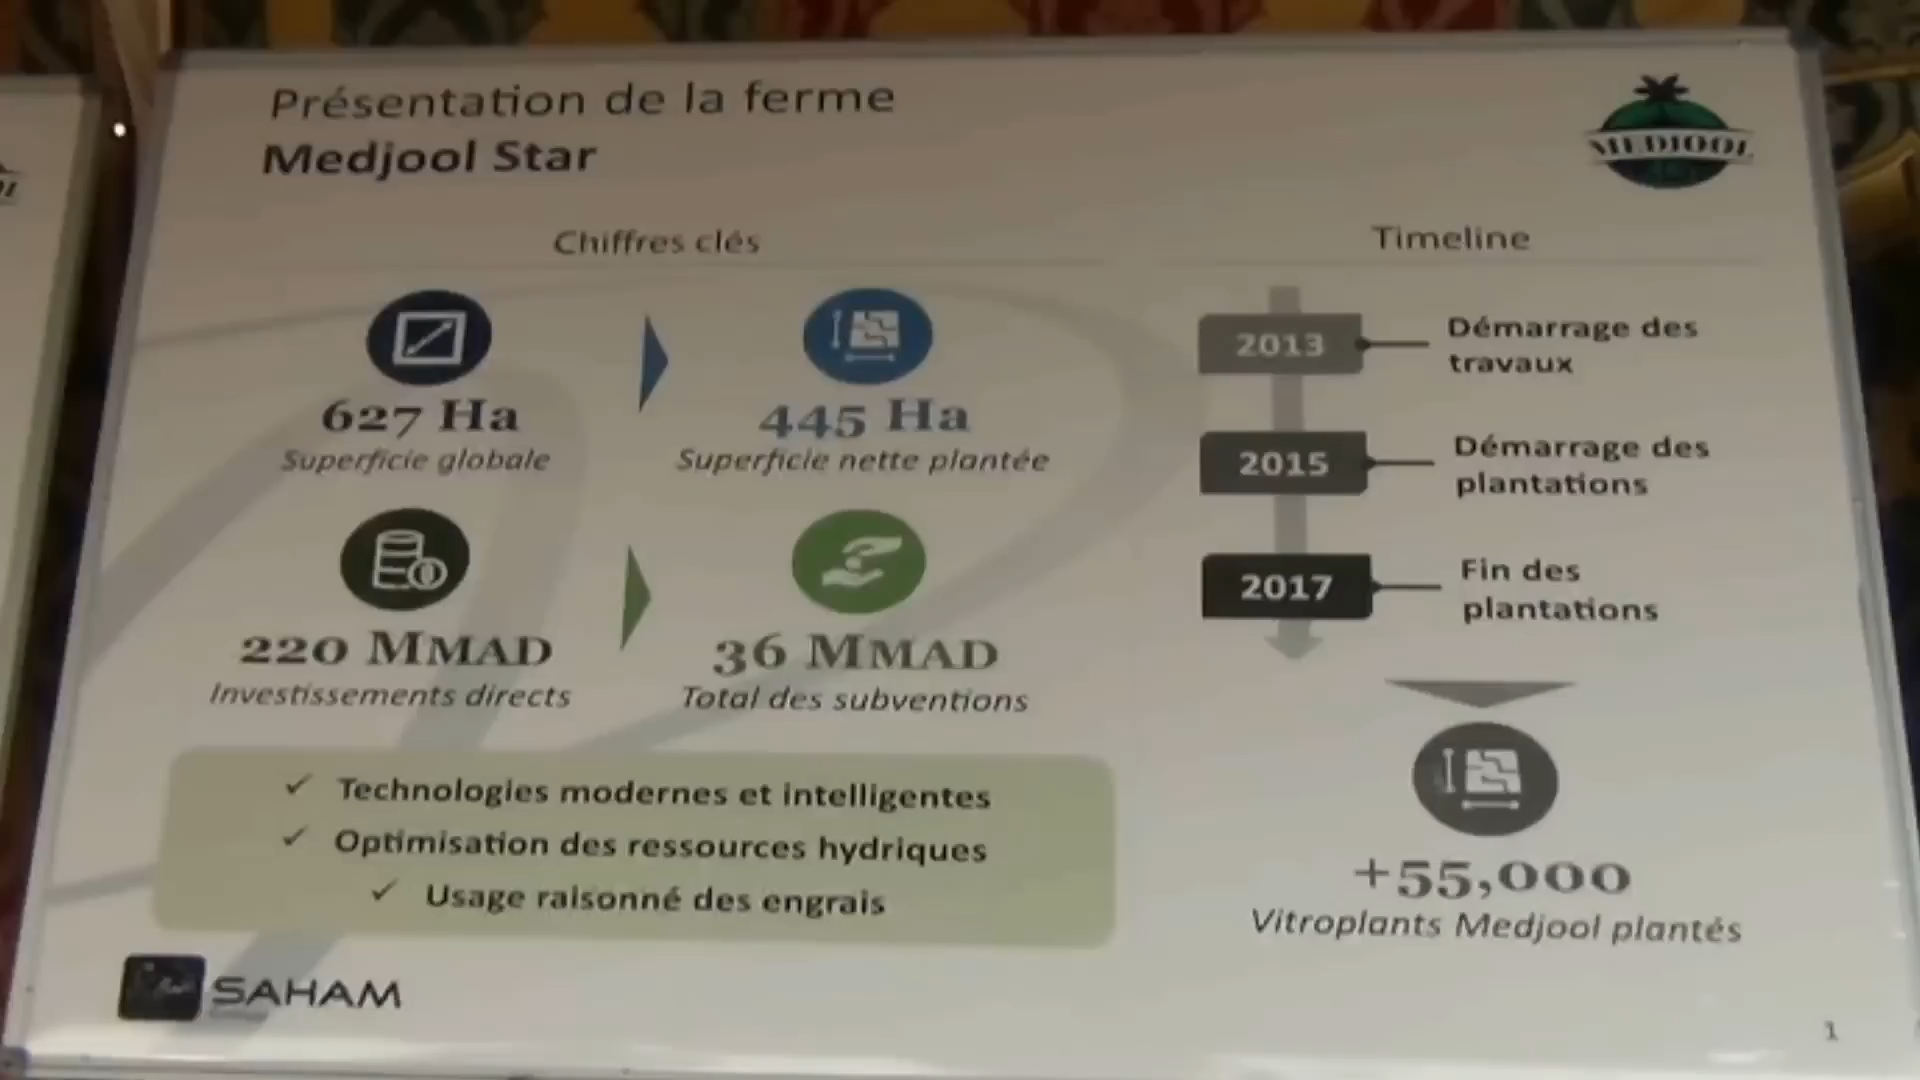 Présentation de la ferme
Medjool Star
MEDJOOL
Chiffres clés
627 Ha
Superficie globale
445 Ha
Superficie nette plantée
220 MMAD
Investissements directs
36 MMAD
Total des subventions
✓ Technologies modernes et intelligentes
✓ Optimisation des ressources hydriques
✓ Usage raisonné des engrais
Timeline
2013
Démarrage des
travaux
2015
Démarrage des
plantations
2017
Fin des
plantations
+55,000
Vitroplants Medjool plantés
SAHAM
1